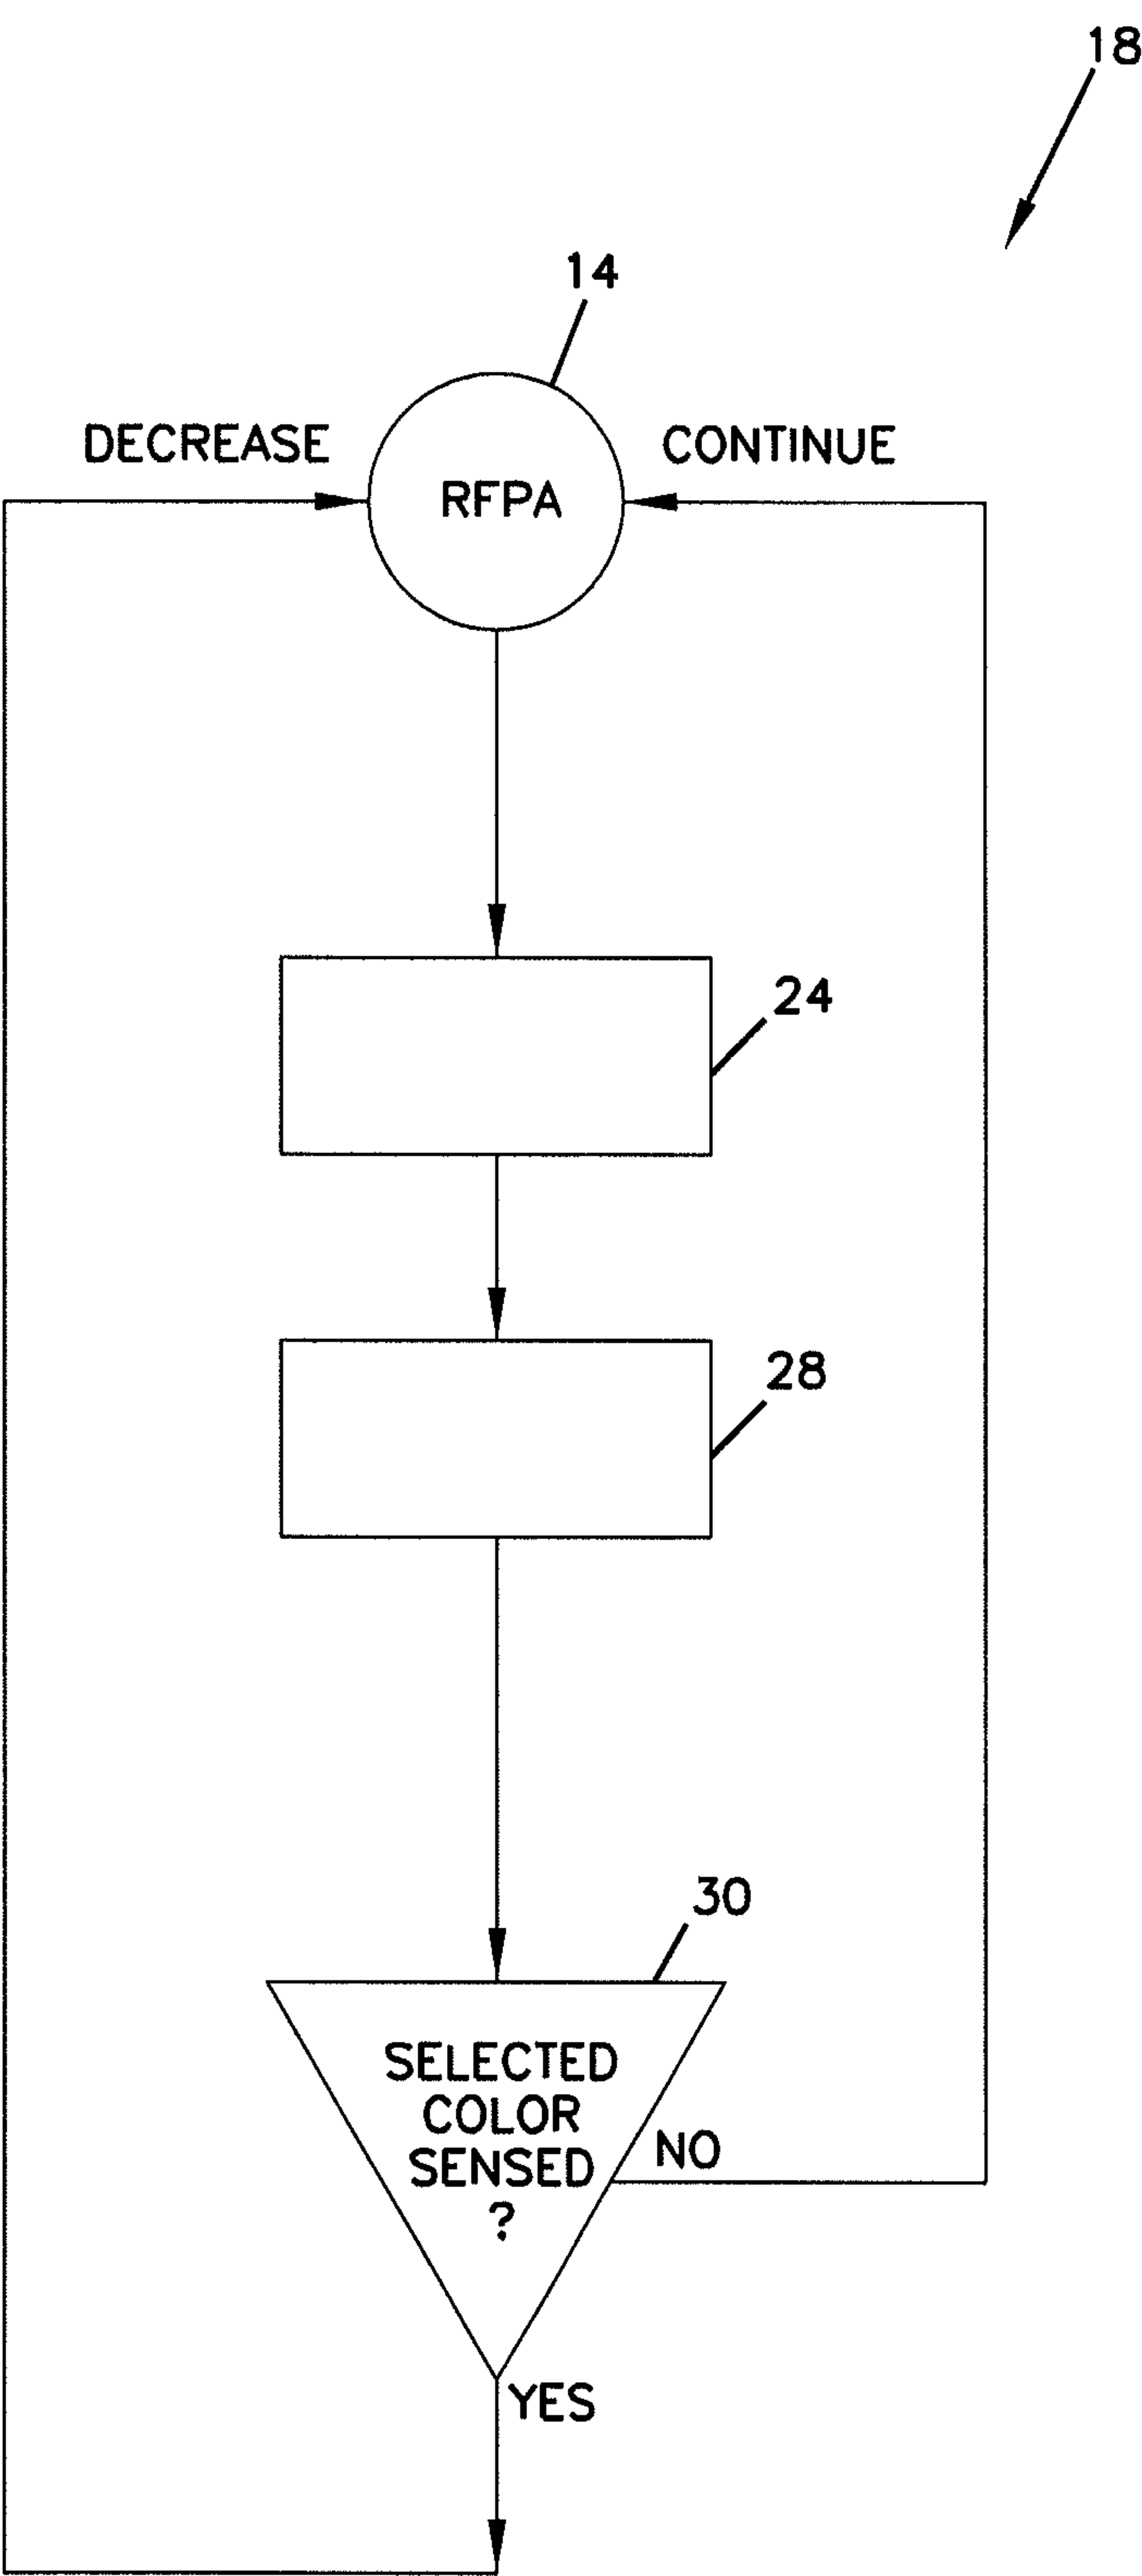 18
14
DECREASE
CONTINUE
RFPA
24
28
30
SELECTED
COLOR
SENSED
?
NO
YES